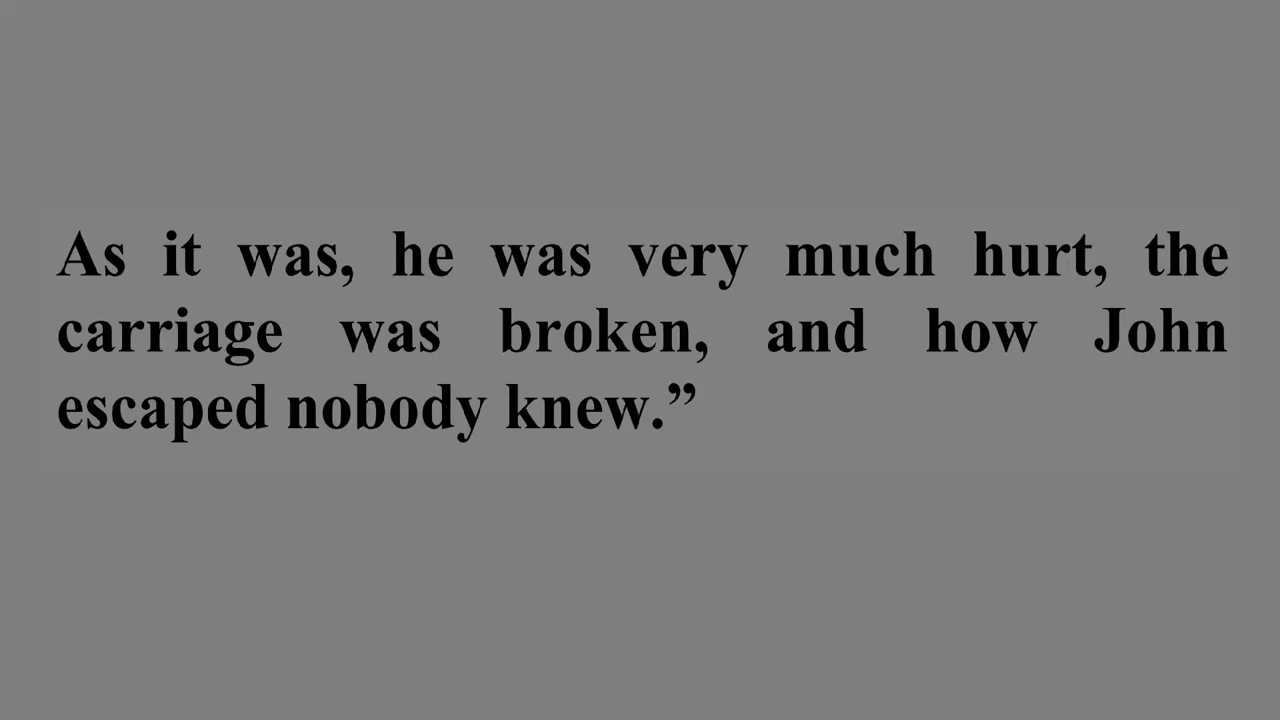 As it was, he was very much hurt, the
carriage was broken, and how John
escaped nobody knew.”